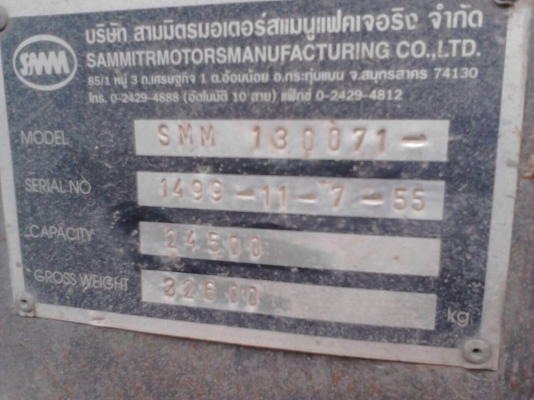 SMM
บริษัท สามมิตรมอเตอร์สแมนูแฟคเจอริง จำกัด
SAMMITRMOTORSMANUFACTURING CO.,LTD.
85/1 หมู่ 3 ถ.เศรษฐกิจ 1 ต.อ้อมน้อย อ.กระทุ่มแบน จ.สมุทรสาคร 74130
โทร. 0-2429-4888 (อัตโนมัติ 10 สาย) แฟ็กซ์ 0-2429-4812
MODEL SMM 130071-
SERIAL NO 1499-11-7-55
CAPACITY 24500
GROSS WEIGHT 32600 kg